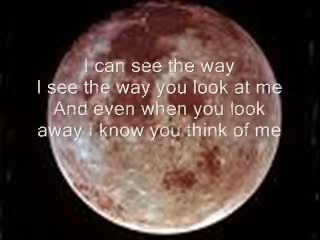 I can see the way
I see the way you look at me
And even when you look
away i know you think of me